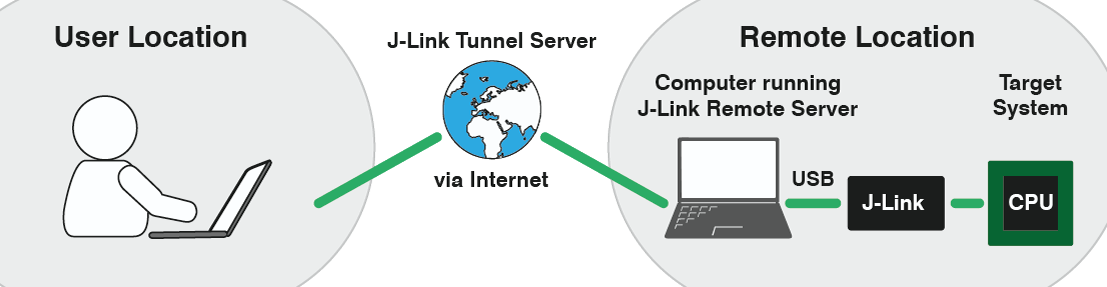 User Location
J-Link Tunnel Server
via Internet
Remote Location
Computer running
J-Link Remote Server
Target
System
USB
J-Link
CPU